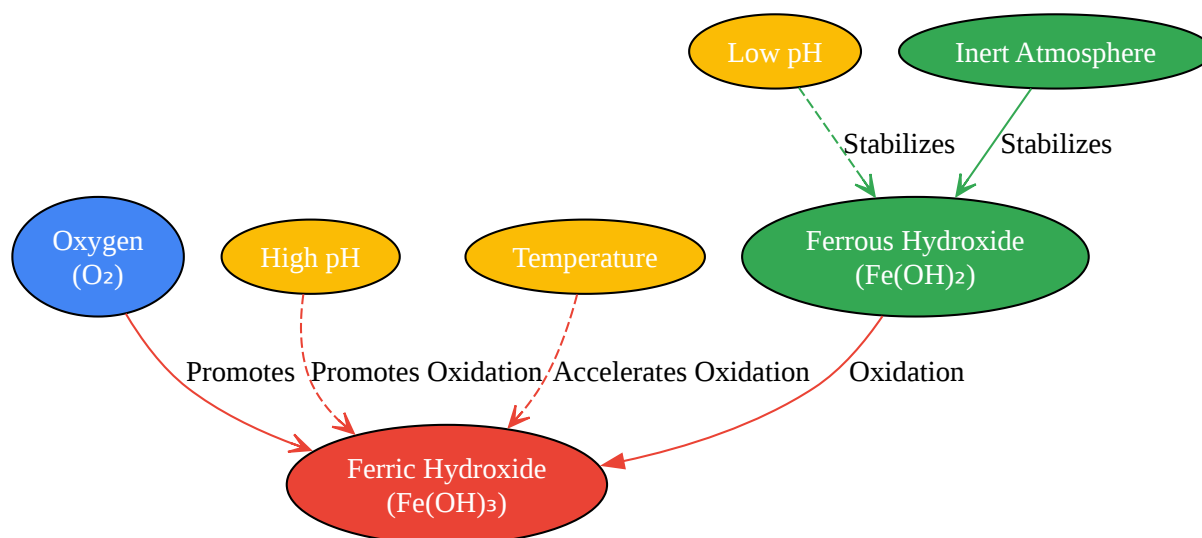 Low pH
Inert Atmosphere
Stabilizes
Stabilizes
Oxygen
(O₂)
High pH
Temperature
Ferrous Hydroxide
(Fe(OH)₂)
Promotes
Promotes Oxidation
Accelerates Oxidation
Oxidation
Ferric Hydroxide
(Fe(OH)₃)